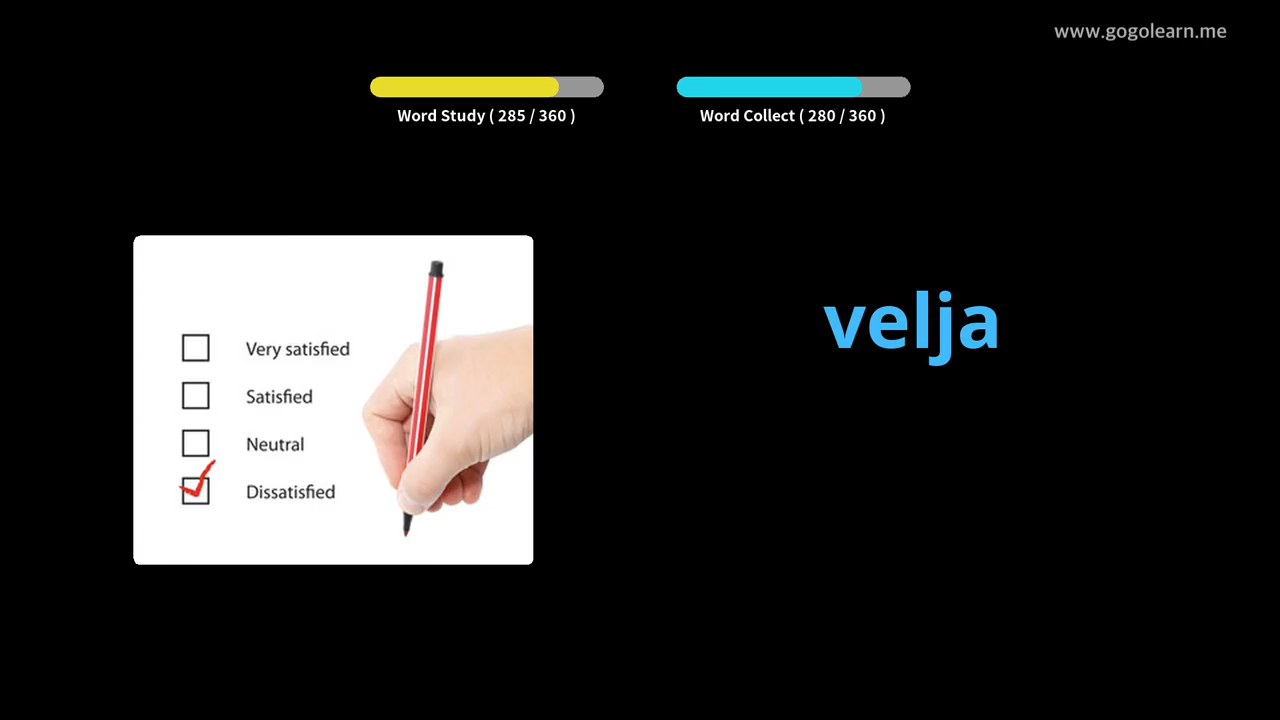 www.gogolearn.me
Word Study ( 285 / 360 )
Word Collect ( 280 / 360 )
velja
Very satisfied
Satisfied
Neutral
Dissatisfied